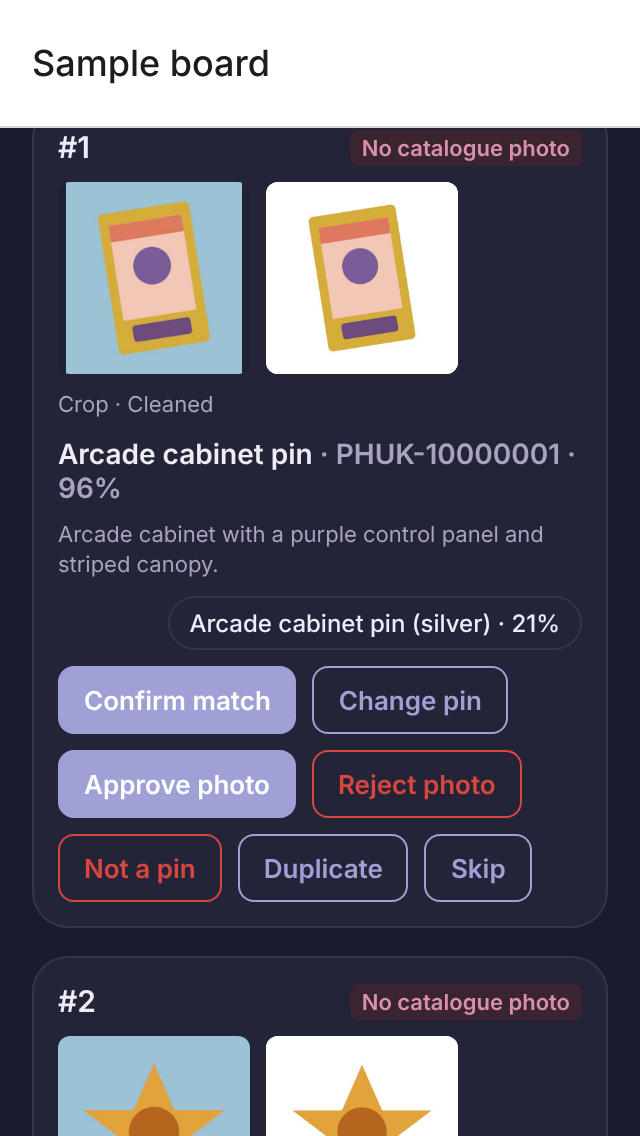 Sample board
#1
No catalogue photo
Crop · Cleaned
Arcade cabinet pin · PHUK-10000001 ·
96%
Arcade cabinet with a purple control panel and
striped canopy.
Arcade cabinet pin (silver) · 21%
Confirm match
Change pin
Approve photo
Reject photo
Not a pin
Duplicate
Skip
#2
No catalogue photo